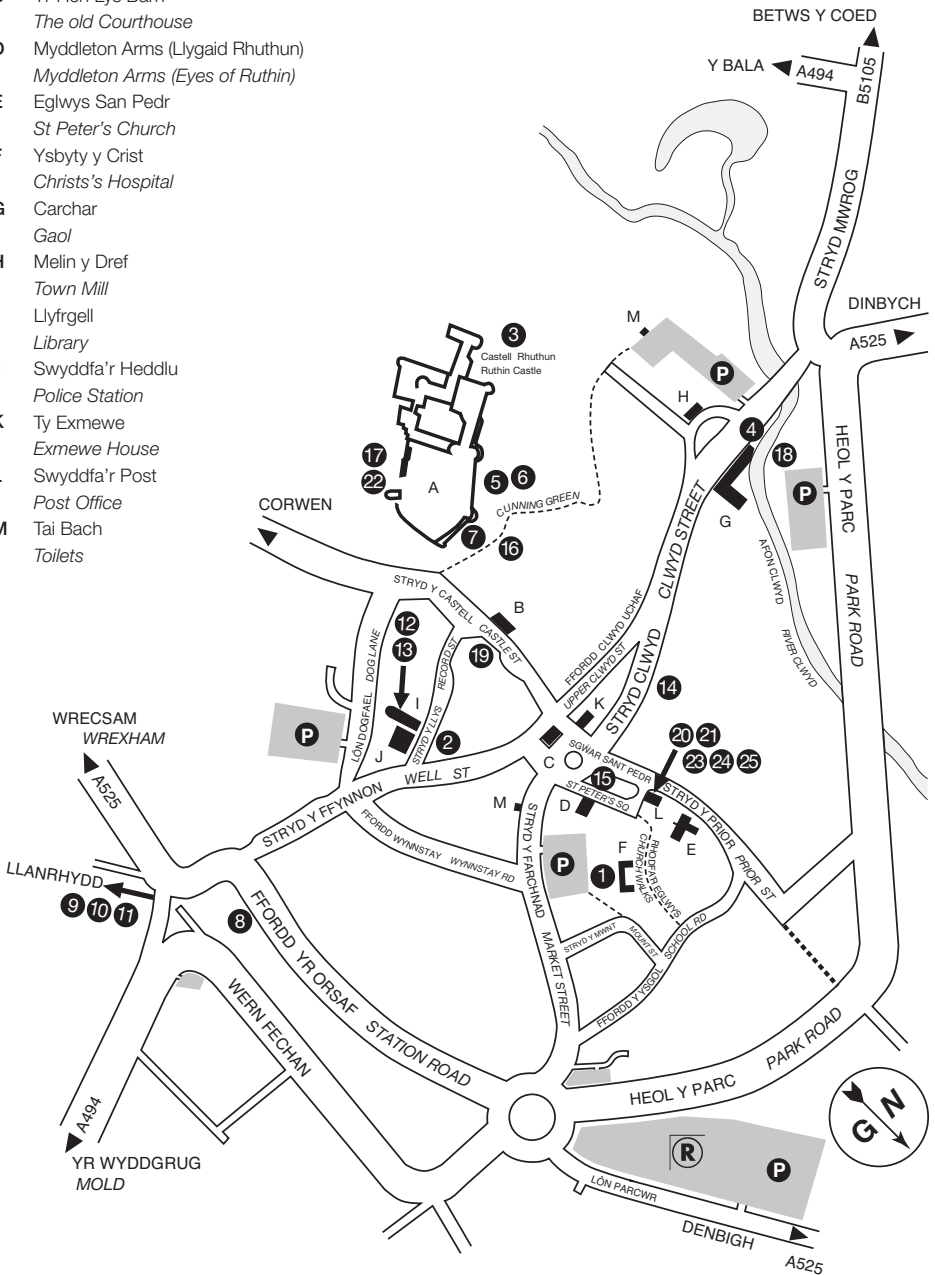 The old Courthouse
Myddleton Arms (Llygaid Rhuthun)
Myddleton Arms (Eyes of Ruthin)
Eglwys San Pedr
St Peter's Church
Ysbyty y Crist
Christs's Hospital
G Carchar
Gaol
H Melin y Dref
Town Mill
Llyfrgell
Library
Swyddfa'r Heddlu
Police Station
K Ty Exmewe
Exmewe House
Swyddfa'r Post
Post Office
M Tai Bach
Toilets
BETWS Y COED
Y BALA
A494
B5105
STRYD MWROG
DINBYCH
A525
M
P
H
4
18
P
G
3
Castell Rhuthun
Ruthin Castle
17
22
A
5 6
7
16
CUNNING GREEN
CORWEN
CLWYD STREET
HEOL Y PARC
PARK ROAD
AFON CLWYD
RIVER CLWYD
STRYD Y CASTELL
CASTLE ST
B
12
13
19
LÔN DOGFAEL DOG LANE
STRYD Y LLYS RECORD ST
FFORDD CLWYD UCHAF
UPPER CLWYD ST
STRYD CLWYD
14
K
I
J
2
P
C
SGWAR SANT PEDR
15
ST PETER'S SQ
20 21
23 24 25
WRECSAM
WREXHAM
A525
STRYD Y FFYNNON
WELL ST
M
D
L
E
F
1
P
STRYD Y PRIOR PRIOR ST
RHODFA'R EGLWYS
CHURCH WALKS
FFORDD WYNNSTAY WYNNSTAY RD
STRYD Y FARCHNAD
MARKET STREET
STRYD Y MWNT
MOUNT ST
FFORDD Y YSGOL SCHOOL RD
LLANRHYDD
9 10 11
8
FFORDD YR ORSAF
STATION ROAD
WERN FECHAN
HEOL Y PARC
PARK ROAD
A494
YR WYDDGRUG
MOLD
R
P
LÔN PARCWR
DENBIGH
A525
G N